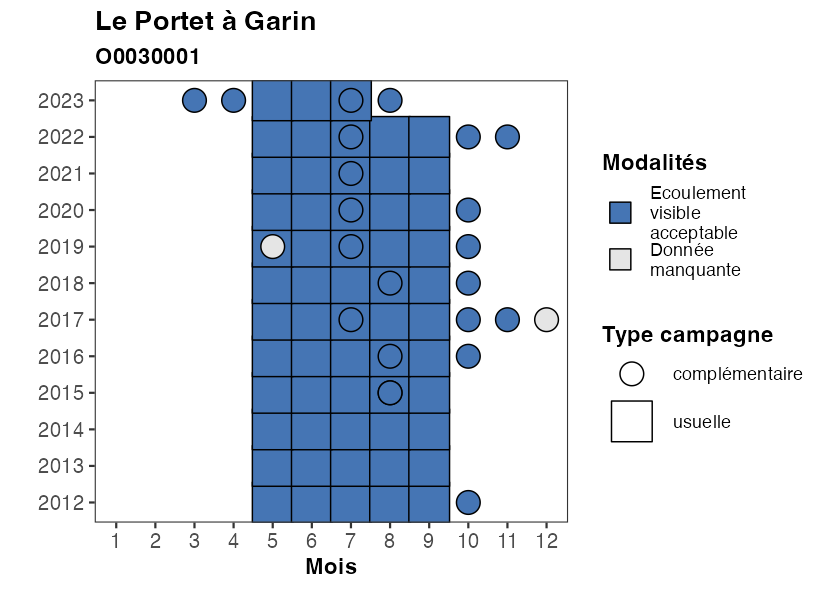 Le Portet à Garin
O0030001
2023
2022
2021
2020
2019
2018
2017
2016
2015
2014
2013
2012
1 2 3 4 5 6 7 8 9 10 11 12
Mois
Modalités
Ecoulement
visible
acceptable
Donnée
manquante
Type campagne
complémentaire
usuelle